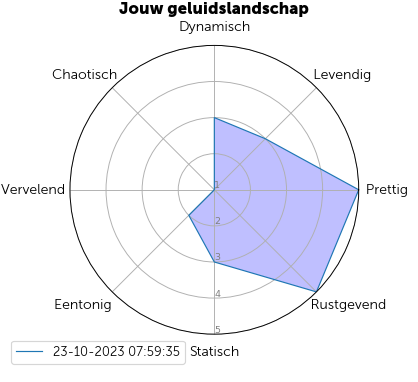 Jouw geluidslandschap
Dynamisch
Chaotisch
Levendig
Vervelend
Prettig
1
2
3
4
5
Eentonig
Rustgevend
Statisch
23-10-2023 07:59:35